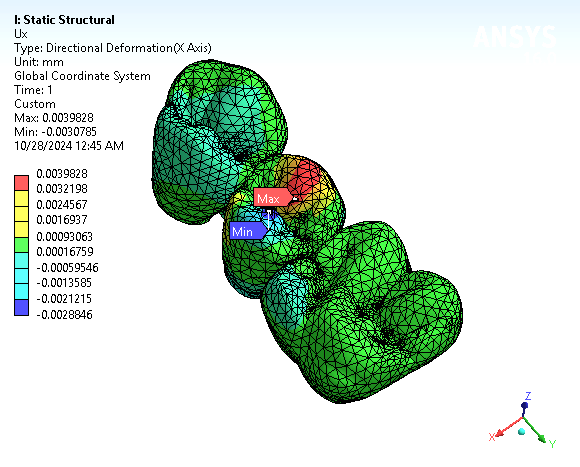 I: Static Structural
Ux
Type: Directional Deformation(X Axis)
Unit: mm
Global Coordinate System
Time: 1
Custom
Max: 0.0039828
Min: -0.0030785
10/28/2024 12:45 AM
ANSYS
0.0039828
0.0032198
0.0024567
0.0016937
0.00093063
0.00016759
-0.00059546
-0.0013585
-0.0021215
-0.0028846
Max
Min
Z
X
Y